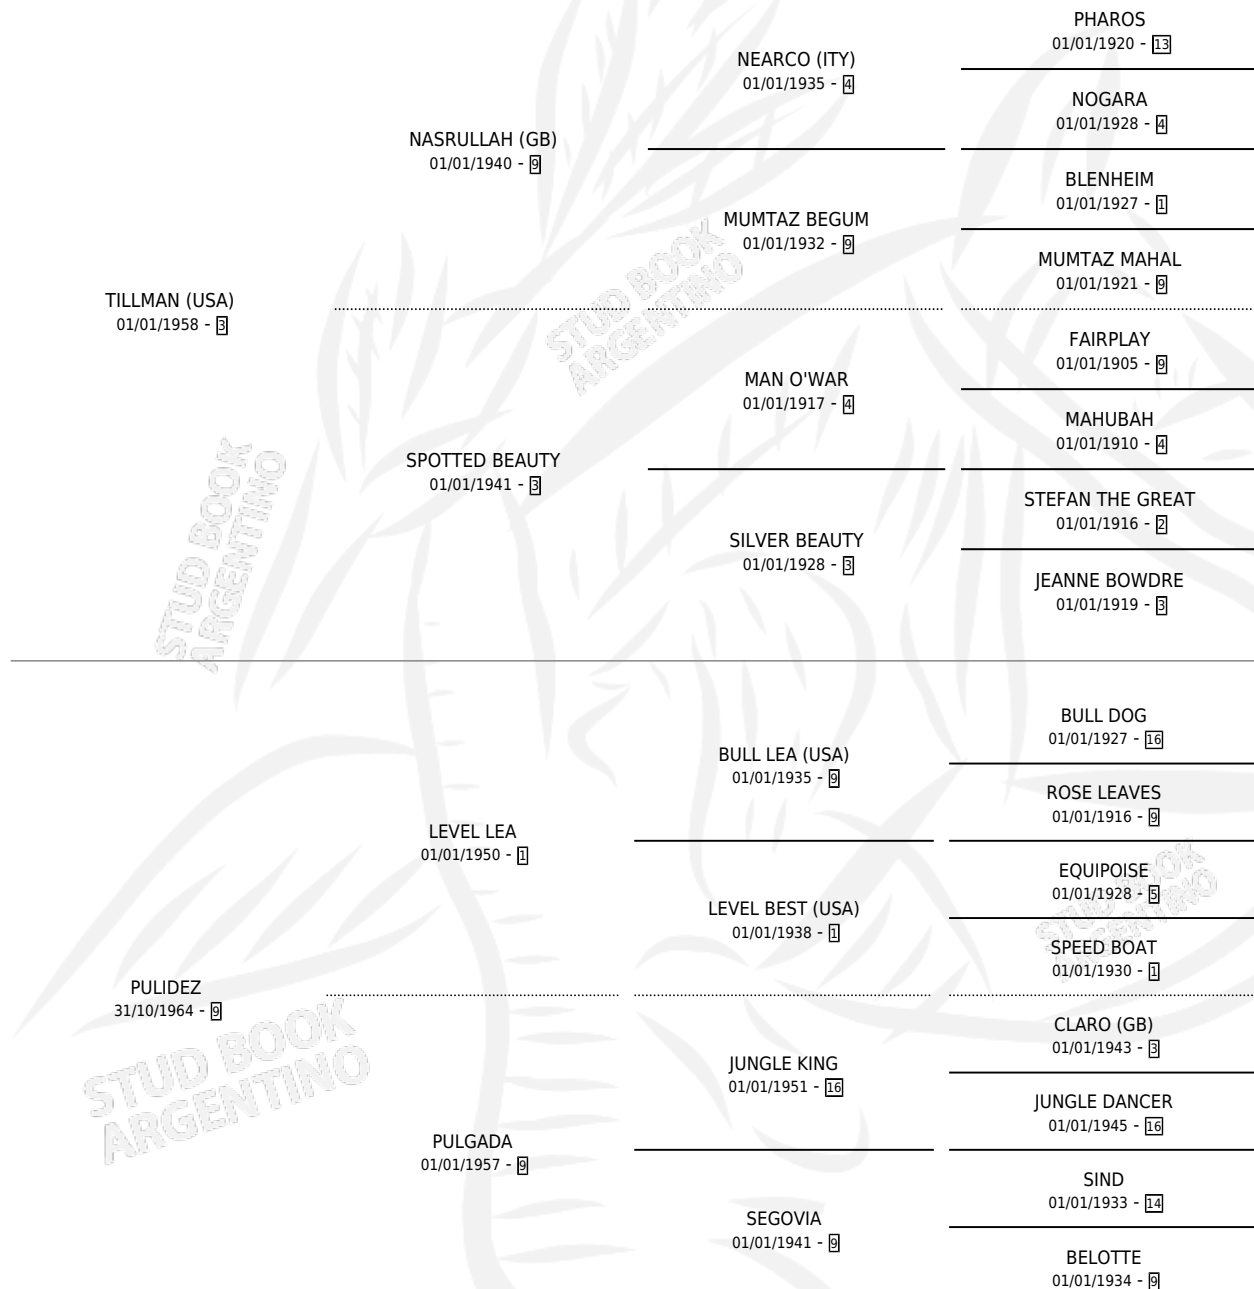 PHAROS
01/01/1920 - 13
NEARCO (ITY)
01/01/1935 - 4
NOGARA
01/01/1928 - 4
NASRULLAH (GB)
01/01/1940 - 9
BLENHEIM
01/01/1927 - 1
MUMTAZ BEGUM
01/01/1932 - 9
MUMTAZ MAHAL
01/01/1921 - 9
STUD BOOK
ARGENTINO
TILLMAN (USA)
01/01/1958 - 3
FAIRPLAY
01/01/1905 - 9
MAN O'WAR
01/01/1917 - 4
MAHUBAH
01/01/1910 - 4
SPOTTED BEAUTY
01/01/1941 - 3
STEFAN THE GREAT
01/01/1916 - 2
SILVER BEAUTY
01/01/1928 - 3
JEANNE BOWDRE
01/01/1919 - 3
STUD BOOK
ARGENTINO
BULL DOG
01/01/1927 - 16
BULL LEA (USA)
01/01/1935 - 9
ROSE LEAVES
01/01/1916 - 9
LEVEL LEA
01/01/1950 - 1
EQUIPOISE
01/01/1928 - 5
LEVEL BEST (USA)
01/01/1938 - 1
SPEED BOAT
01/01/1930 - 1
STUD BOOK
ARGENTINO
PULIDEZ
31/10/1964 - 9
CLARO (GB)
01/01/1943 - 3
JUNGLE KING
01/01/1951 - 16
JUNGLE DANCER
01/01/1945 - 16
STUD BOOK
ARGENTINO
PULGADA
01/01/1957 - 9
SIND
01/01/1933 - 14
SEGOVIA
01/01/1941 - 9
BELOTTE
01/01/1934 - 9